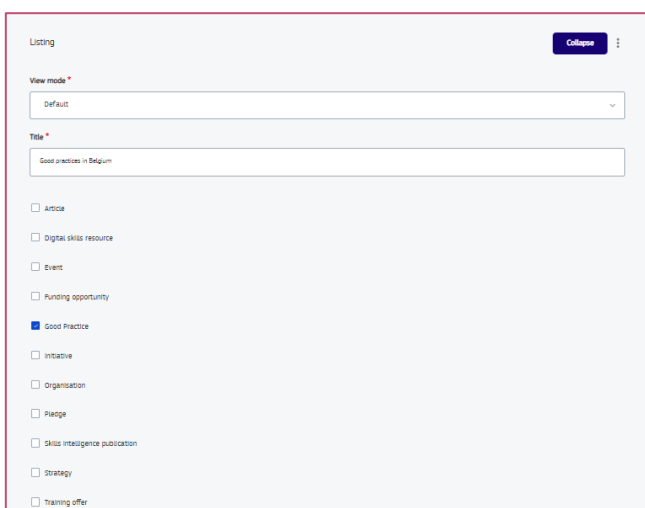 Listing
Collapse
View mode *
Default
Title *
Good practices in Belgium
Article
Digital skills resource
Event
Funding opportunity
Good Practice
Initiative
Organisation
Pledge
Skills Intelligence publication
Strategy
Training offer